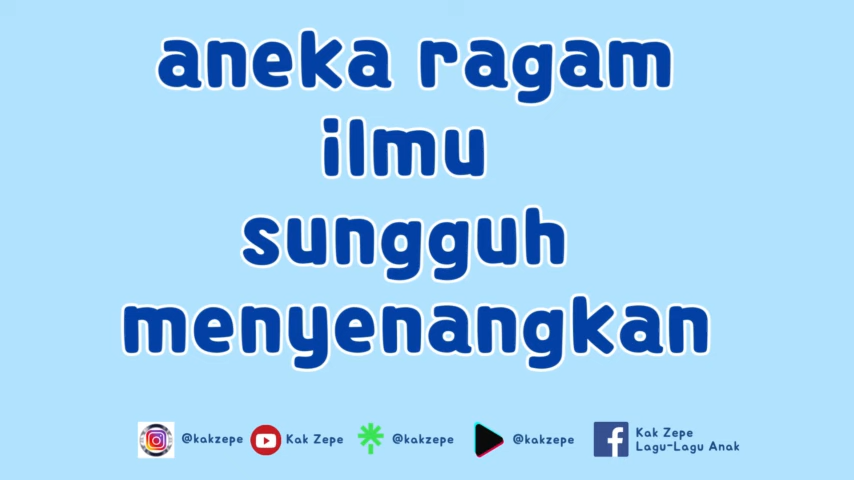 aneka ragam
ilmu
sungguh
menyenangkan
@kakzepe
Kak Zepe
@kakzepe
@kakzepe
Kak Zepe
Lagu-Lagu Anak